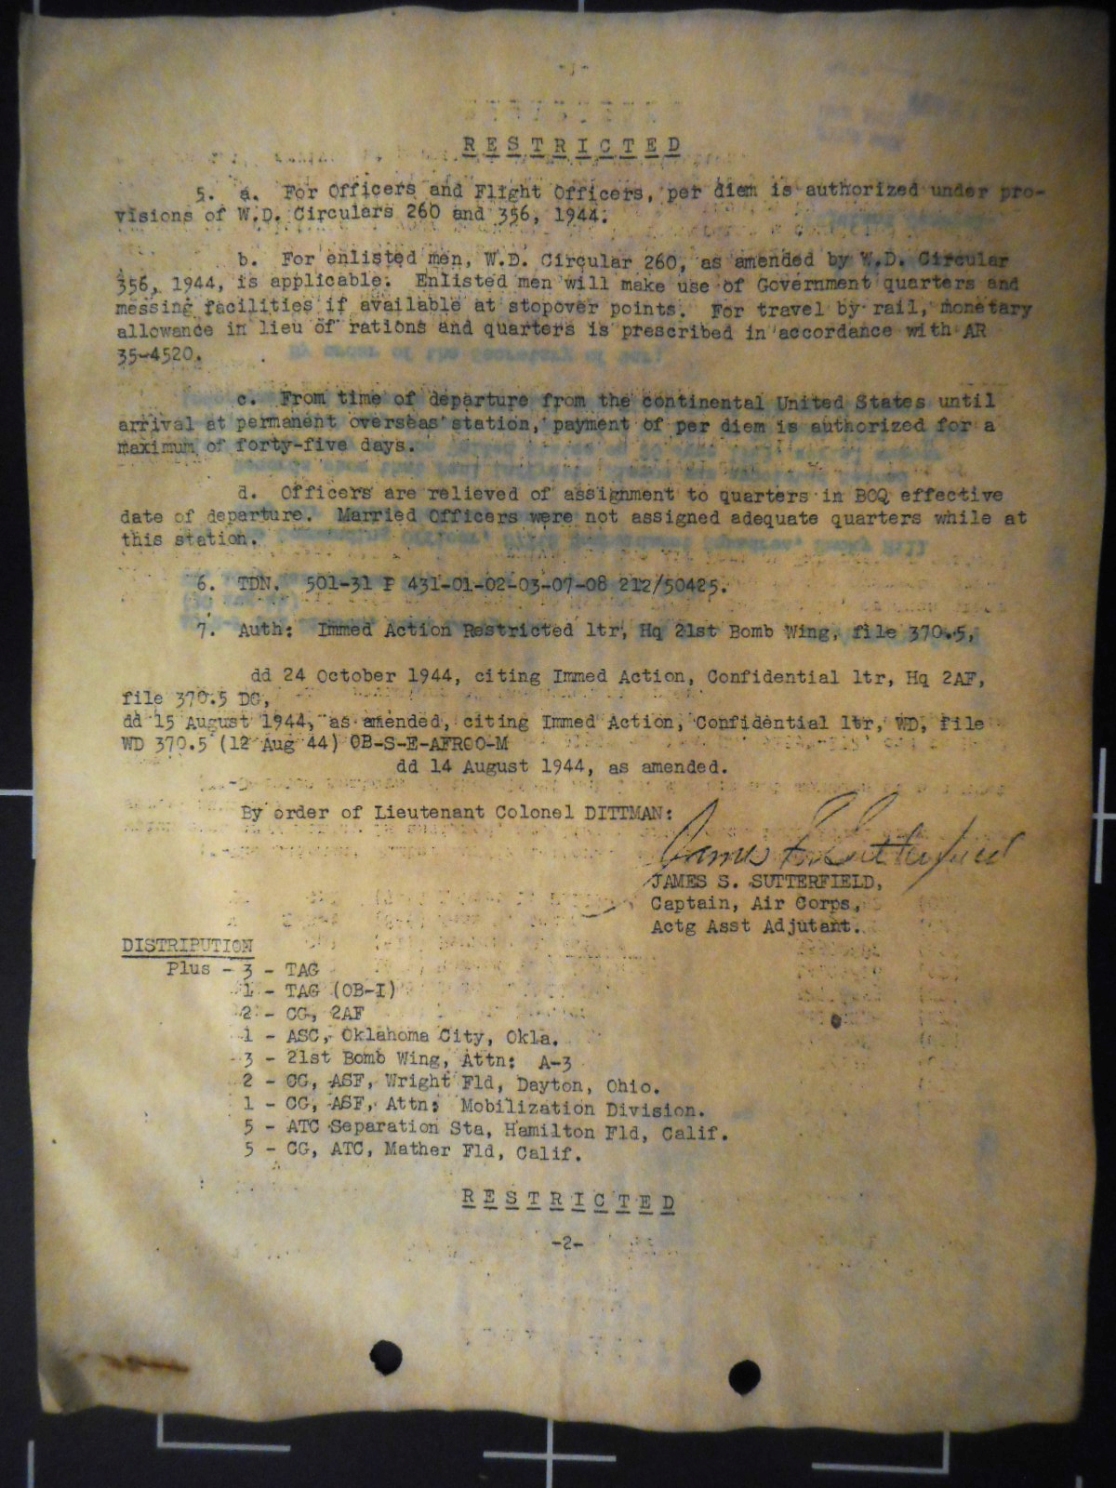 RESTRICTED
5. a. For Officers and Flight Officers, per diem is authorized under pro-
visions of W.D. Circulars 260 and 356, 1944.
b. For enlisted men, W.D. Circular 260, as amended by W.D. Circular
356, 1944, is applicable. Enlisted men will make use of Government quarters and
messing facilities if available at stopover points. For travel by rail, monetary
allowance in lieu of rations and quarters is prescribed in accordance with AR
35-4520.
c. From time of departure from the continental United States until
arrival at permanent overseas station, payment of per diem is authorized for a
maximum of forty-five days.
d. Officers are relieved of assignment to quarters in BOQ effective
date of departure. Married Officers were not assigned adequate quarters while at
this station.
6. TDN. 501-31 P 431-01-02-03-07-08 212/50425.
7. Auth: Immed Action Restricted ltr, Hq 21st Bomb Wing, file 370.5,
dd 24 October 1944, citing Immed Action, Confidential ltr, Hq 2AF,
file 370.5 DG,
dd 15 August 1944, as amended, citing Immed Action, Confidential ltr, WD, File
WD 370.5 (12 Aug 44) OB-S-E-AFROO-M
dd 14 August 1944, as amended.
By order of Lieutenant Colonel DITTMAN:
James S. Sutterfield
JAMES S. SUTTERFIELD,
Captain, Air Corps,
Actg Asst Adjutant.
DISTRIBUTION
Plus - 3 - TAG
1 - TAG (OB-I)
2 - CG, 2AF
1 - ASC, Oklahoma City, Okla.
3 - 21st Bomb Wing, Attn: A-3
2 - CG, ASF, Wright Fld, Dayton, Ohio.
1 - CG, ASF, Attn: Mobilization Division.
5 - ATC Separation Sta, Hamilton Fld, Calif.
5 - CG, ATC, Mather Fld, Calif.
RESTRICTED
-2-